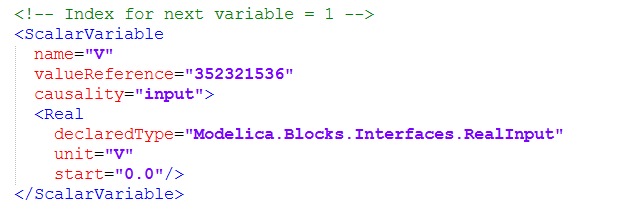 <!-- Index for next variable = 1 -->
<ScalarVariable
name="V"
valueReference="352321536"
causality="input">
<Real
declaredType="Modelica.Blocks.Interfaces.RealInput"
unit="V"
start="0.0"/>
</ScalarVariable>